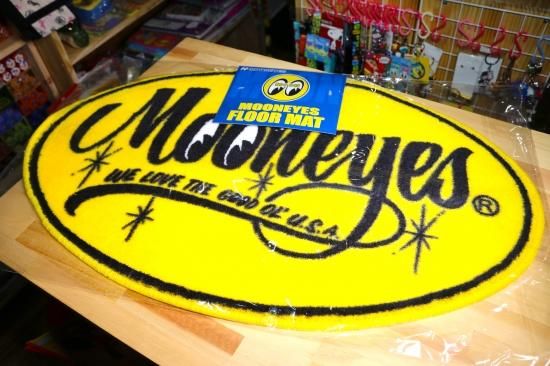 MOONEYES
FLOOR MAT
Mooneyes®
WE LOVE THE GOOD OL' U.S.A.